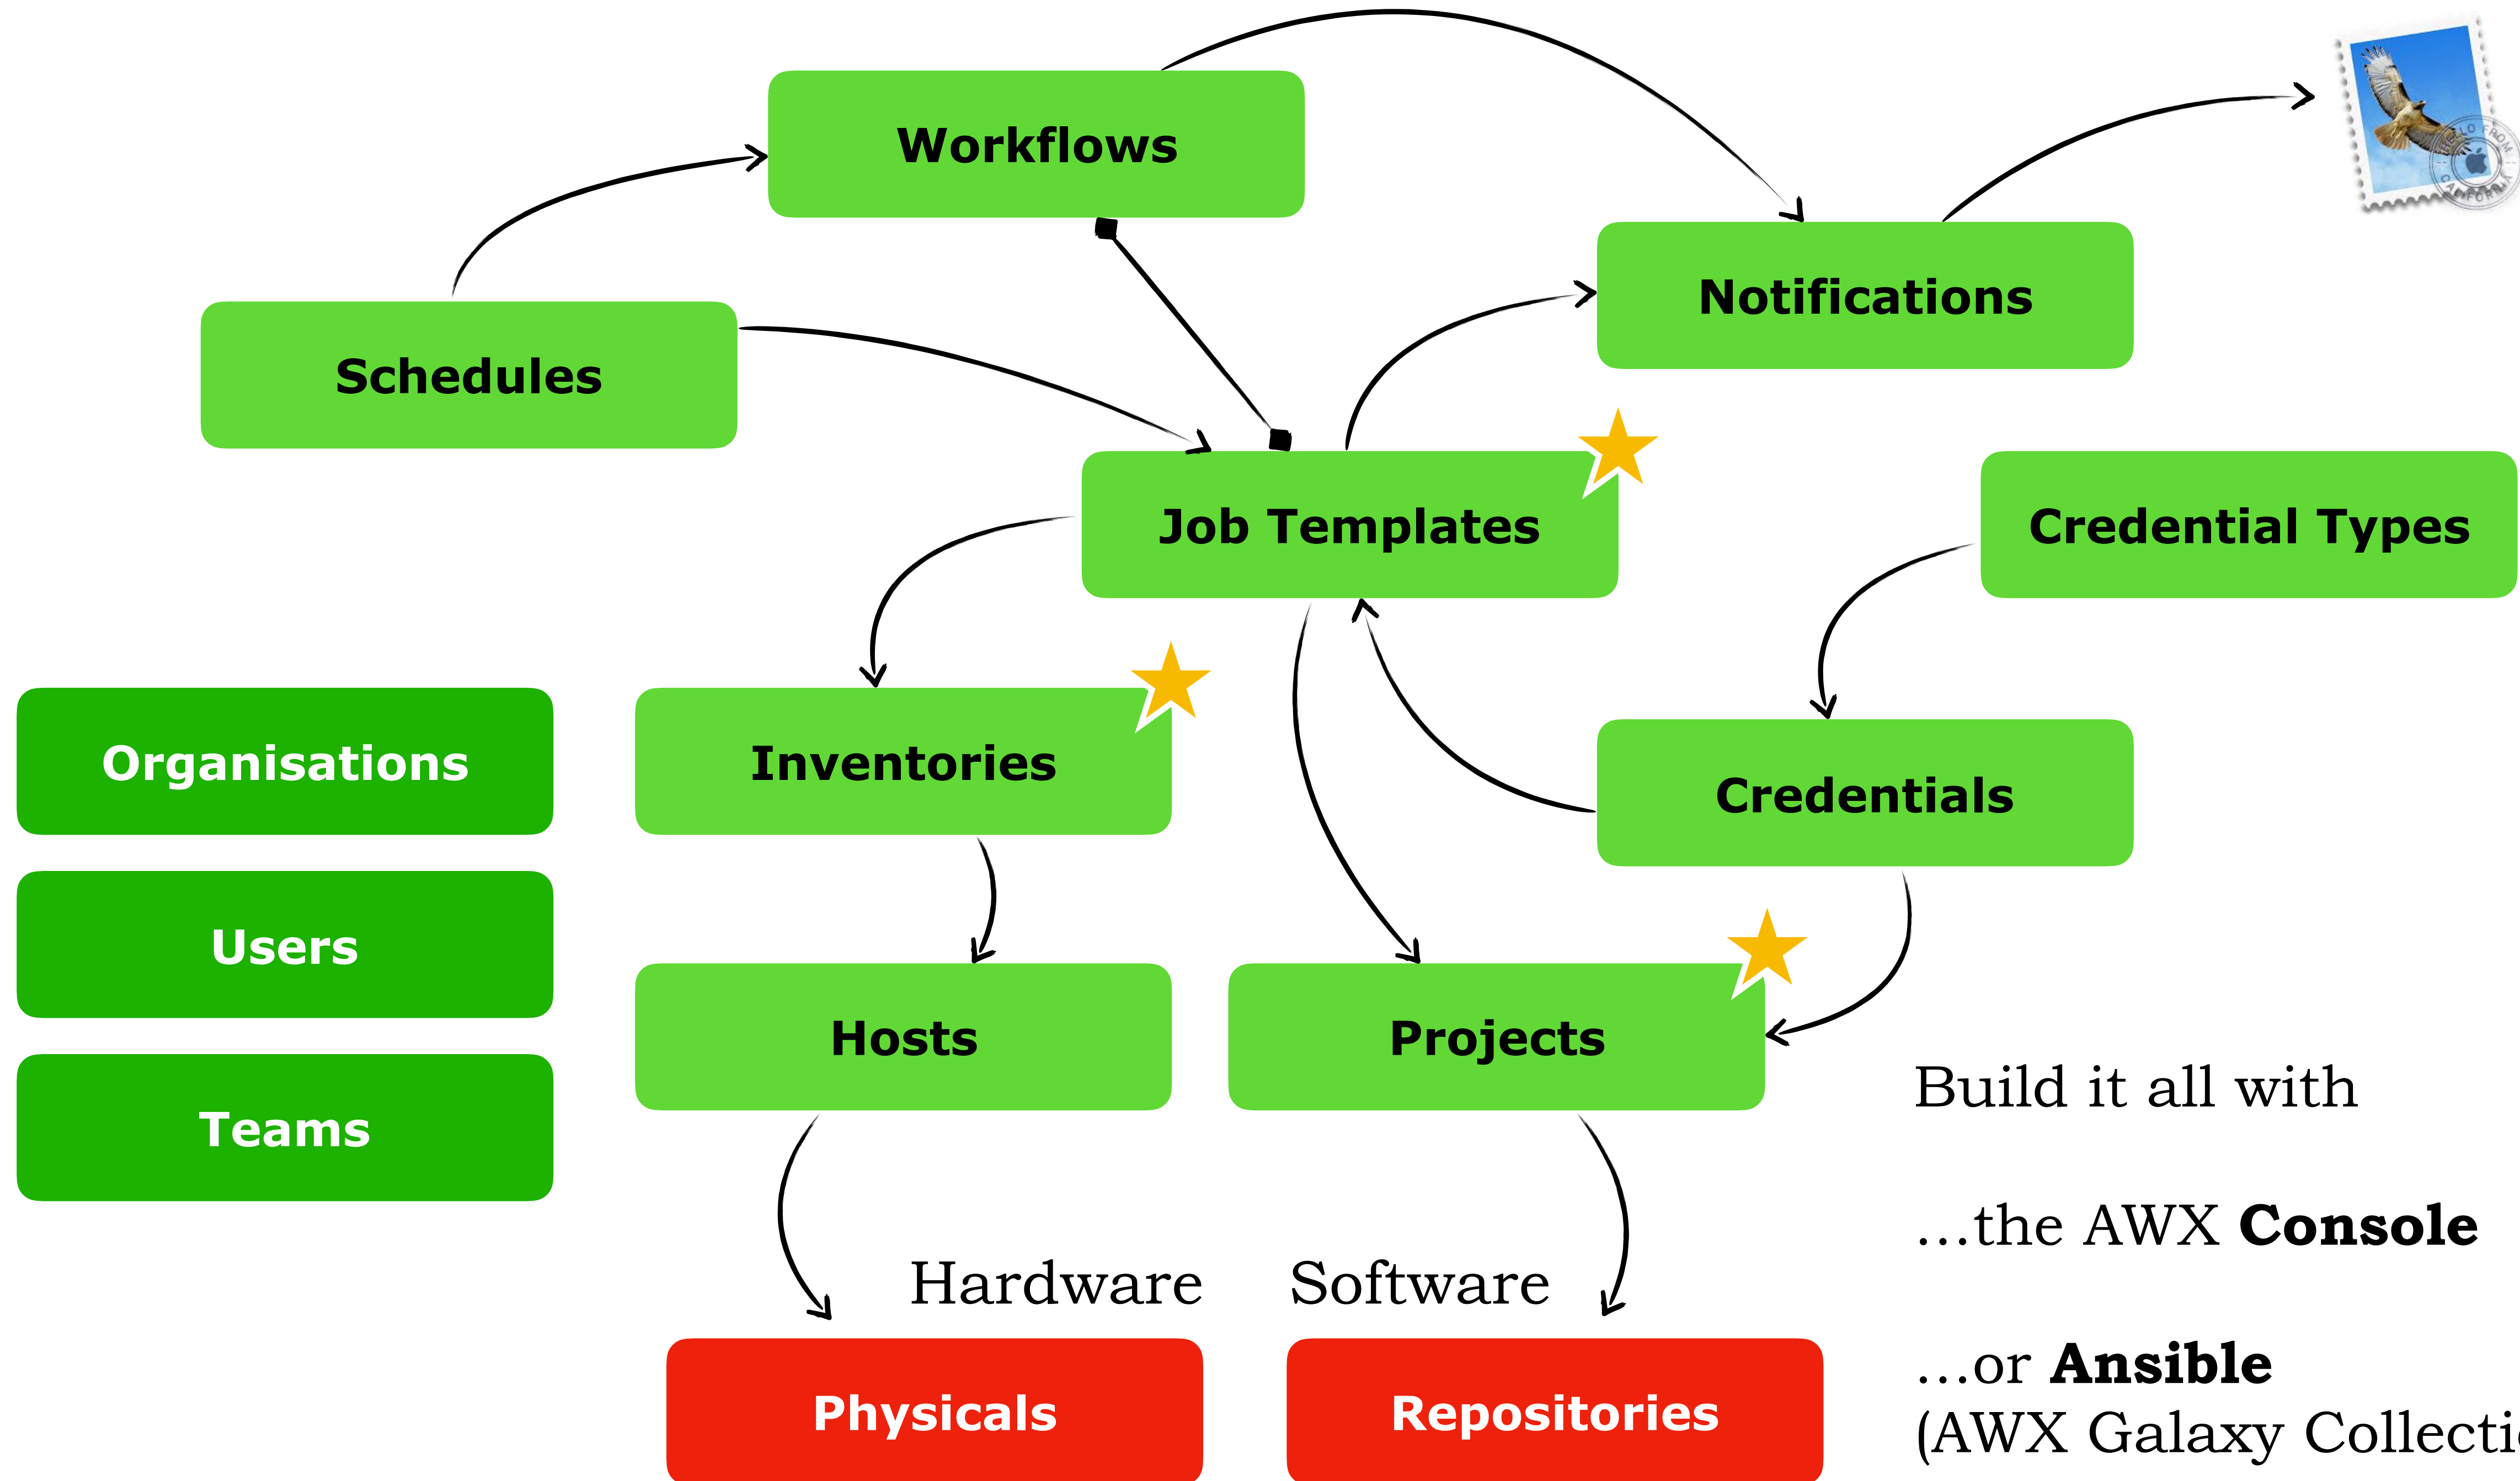 Workflows
Notifications
Schedules
Job Templates
Credential Types
Organisations
Inventories
Credentials
Users
Hosts
Projects
Teams
Build it all with
...the AWX Console
Hardware
Software
...or Ansible
Physicals
Repositories
(AWX Galaxy
CALIFORNIA